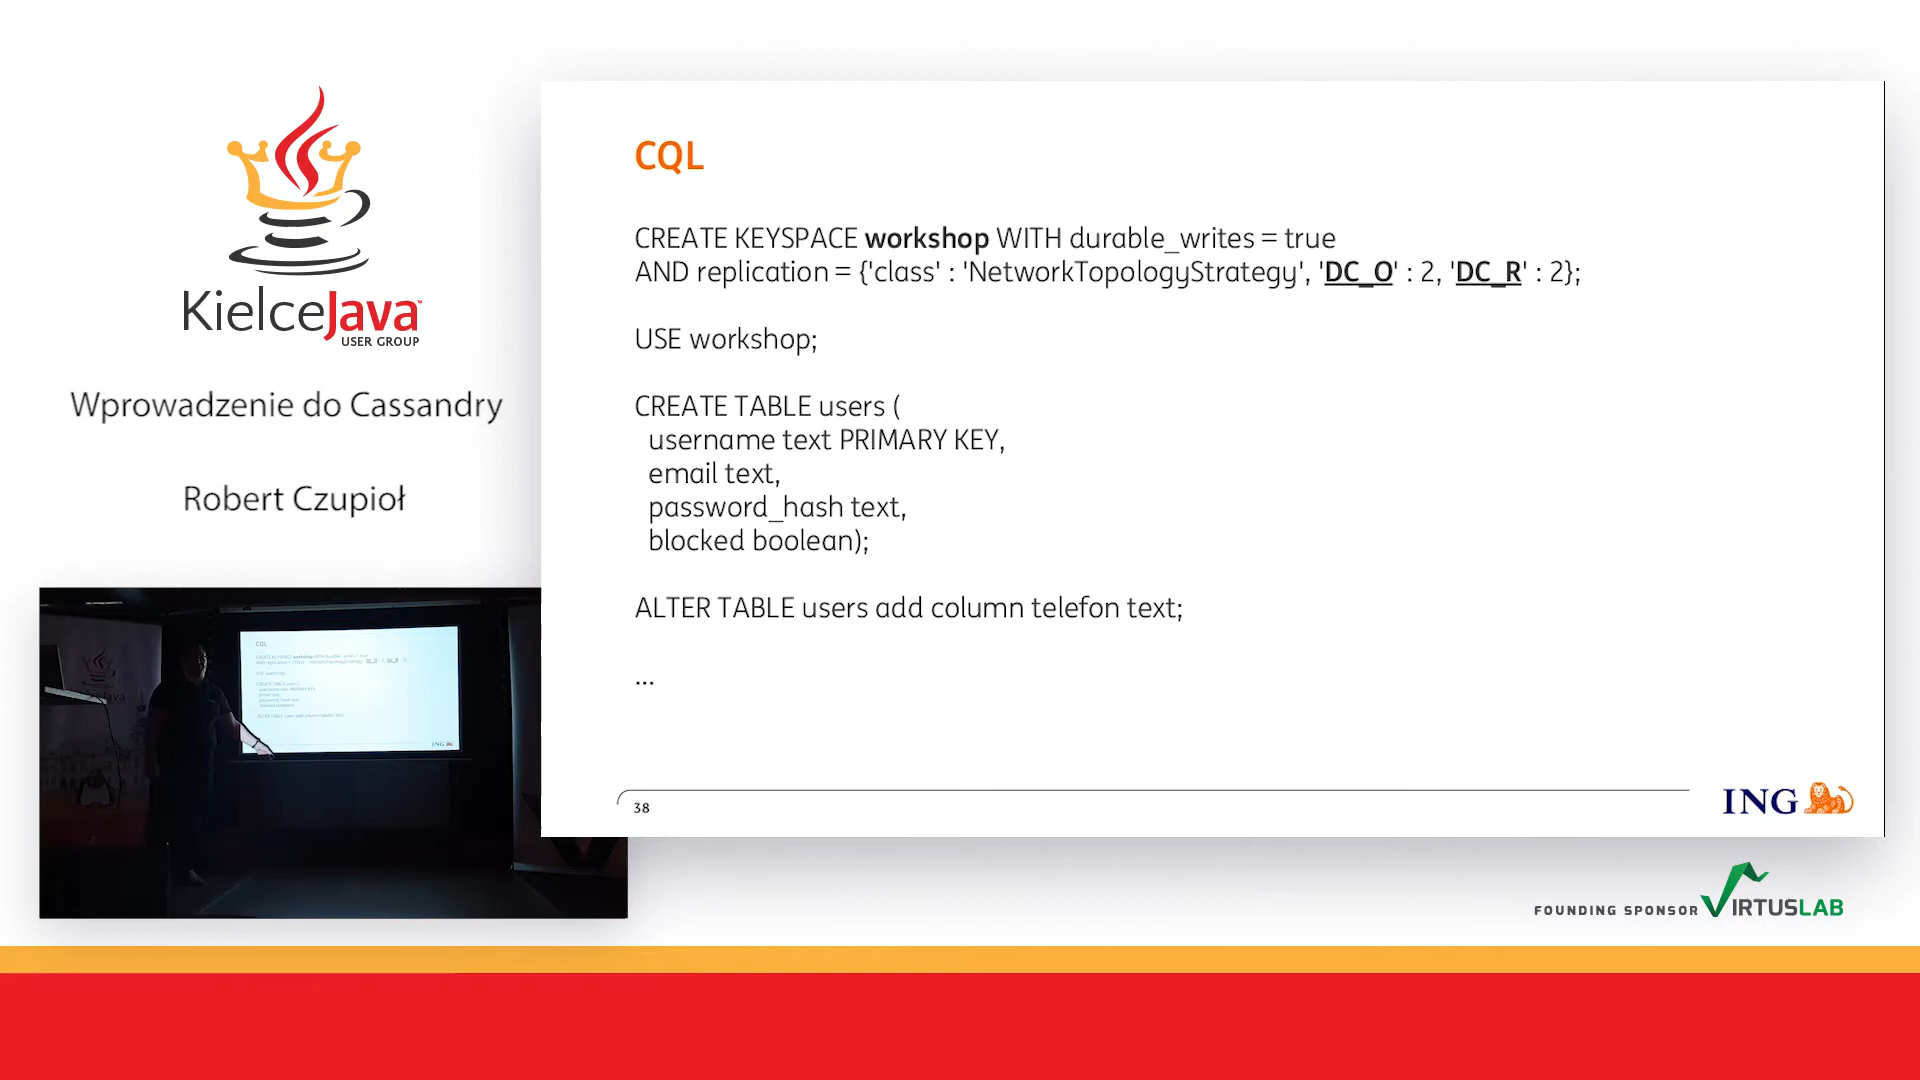 KielceJava™
USER GROUP
Wprowadzenie do Cassandry
Robert Czupioł
CQL
CREATE KEYSPACE workshop WITH durable_writes = true
AND replication = {'class' : 'NetworkTopologyStrategy', 'DC_O' : 2, 'DC_R' : 2};
USE workshop;
CREATE TABLE users (
username text PRIMARY KEY,
email text,
password_hash text,
blocked boolean);
ALTER TABLE users add column telefon text;
...
38
ING
FOUNDING SPONSOR VIRTUSLAB